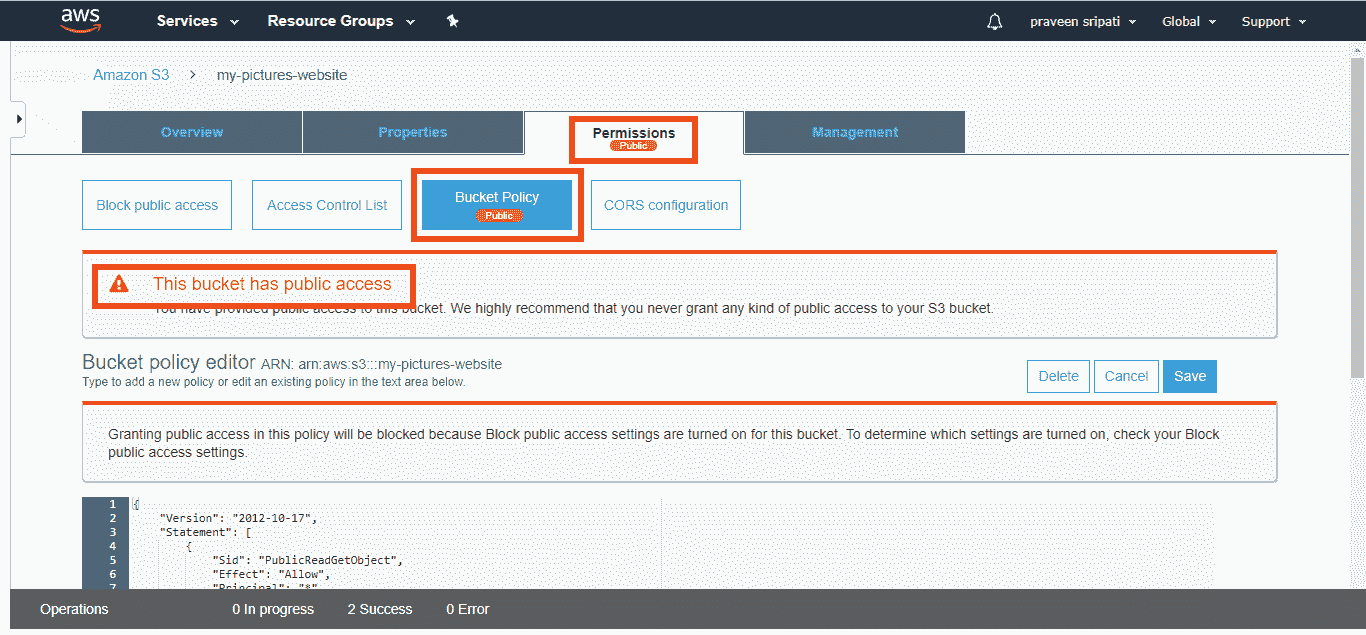 aws Services Resource Groups praveen sripati Global Support
Amazon S3 > my-pictures-website
Overview Properties Permissions Management
Public
Block public access Access Control List Bucket Policy CORS configuration
Public
This bucket has public access
You have provided public access to this bucket. We highly recommend that you never grant any kind of public access to your S3 bucket.
Bucket policy editor ARN: arn:aws:s3:::my-pictures-website
Type to add a new policy or edit an existing policy in the text area below.
Delete Cancel Save
Granting public access in this policy will be blocked because Block public access settings are turned on for this bucket. To determine which settings are turned on, check your Block
public access settings.
1 {
2 "Version": "2012-10-17",
3 "Statement": [
4 {
5 "Sid": "PublicReadGetObject",
6 "Effect": "Allow",
7 "Principal": "*"
Operations 0 In progress 2 Success 0 Error